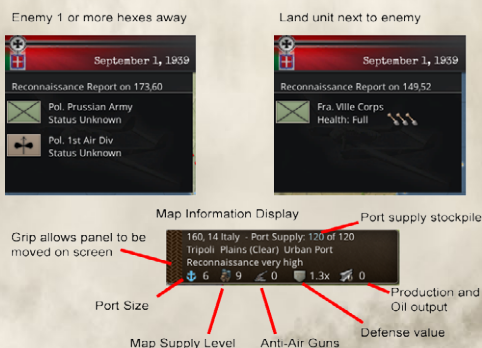 Enemy 1 or more hexes away
Land unit next to enemy
September 1, 1939
Reconnaissance Report on 173,60
Pol. Prussian Army
Status Unknown
Pol. 1st Air Div
Status Unknown
September 1, 1939
Reconnaissance Report on 149,52
Fra. VIIIe Corps
Health: Full
Map Information Display
Port supply stockpile
Grip allows panel to be
moved on screen
160, 14 Italy - Port Supply: 120 of 120
Tripoli Plains (Clear) Urban Port
Reconnaissance very high
6 9 0 1.3x 0
Port Size
Map Supply Level
Anti-Air Guns
Defense value
Production and
Oil output